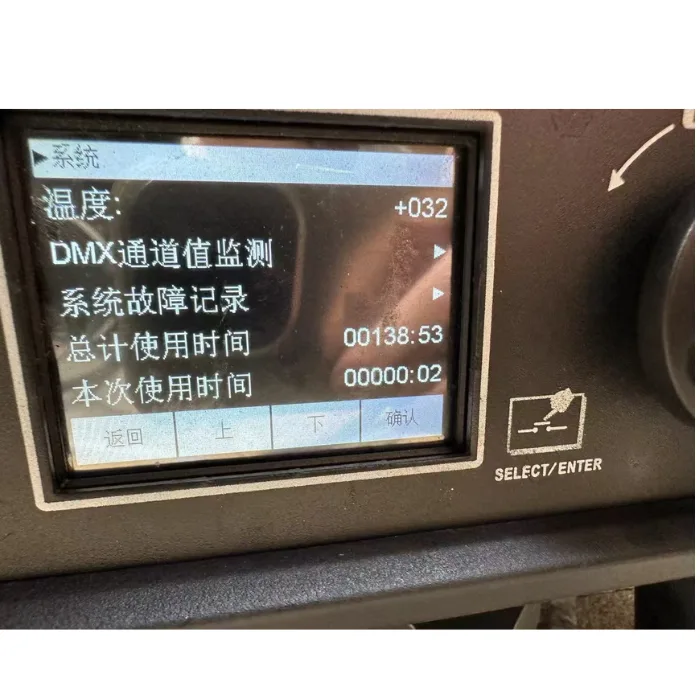 ▶系统
温度: +032
DMX通道值监测 ▶
系统故障记录 ▶
总计使用时间 00138:53
本次使用时间 00000:02
返回 上 下 确认
SELECT/ENTER